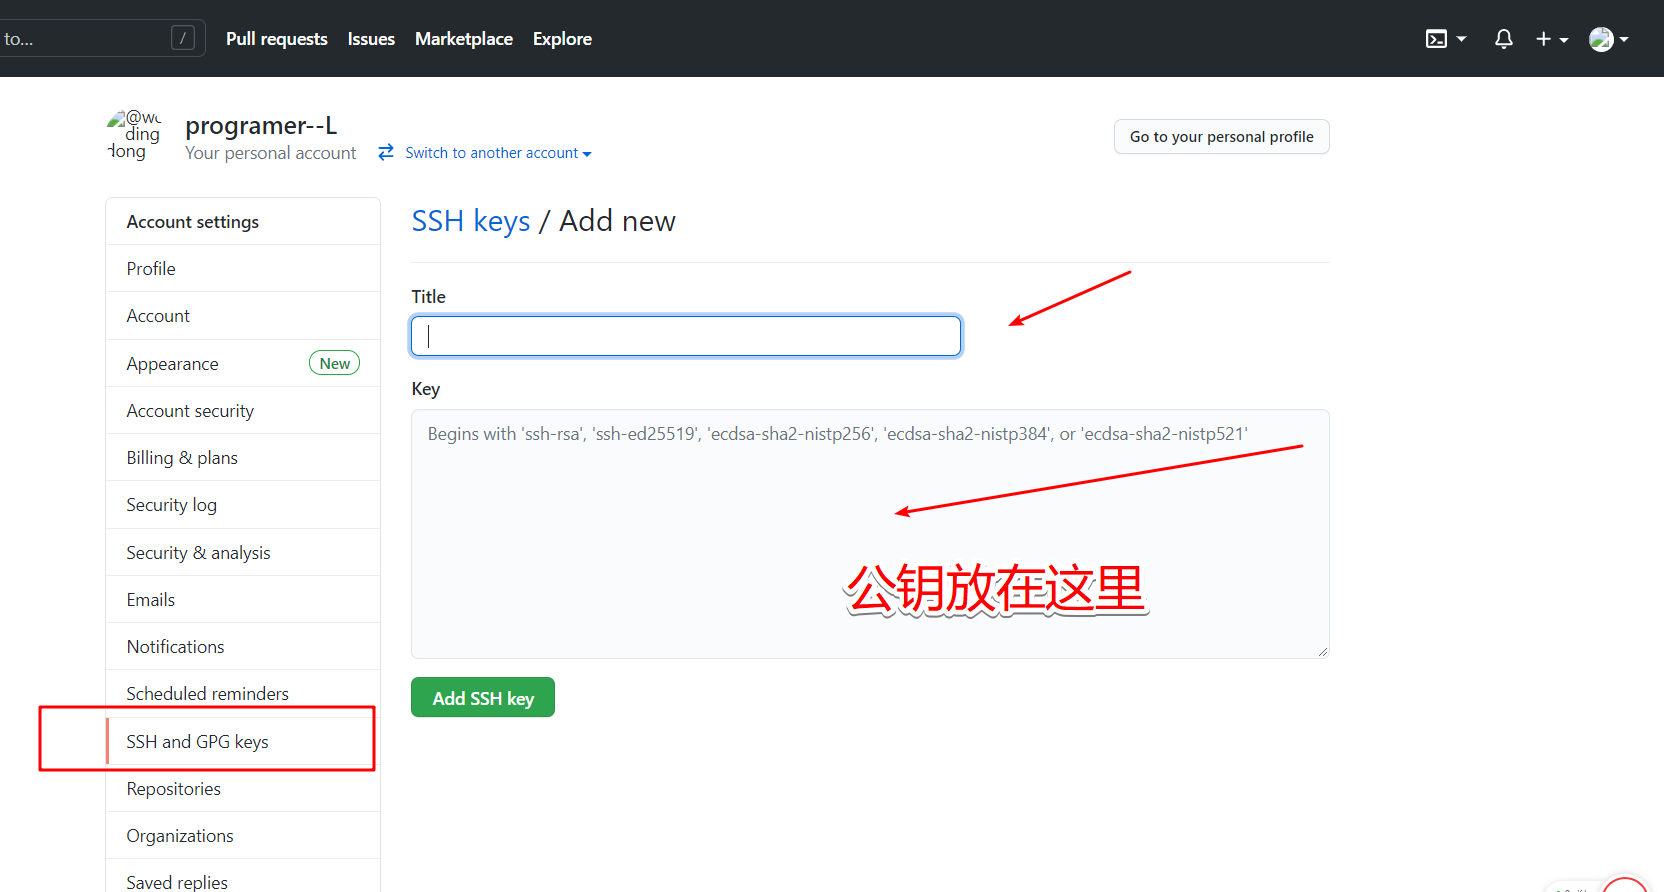 to... /
Pull requests Issues Marketplace Explore
@wo
ding
dong
programer--L
Your personal account Switch to another account
Go to your personal profile
Account settings
Profile
Account
Appearance New
Account security
Billing & plans
Security log
Security & analysis
Emails
Notifications
Scheduled reminders
SSH and GPG keys
Repositories
Organizations
Saved replies
SSH keys / Add new
Title
Key
Begins with 'ssh-rsa', 'ssh-ed25519', 'ecdsa-sha2-nistp256', 'ecdsa-sha2-nistp384', or 'ecdsa-sha2-nistp521'
公钥放在这里
Add SSH key